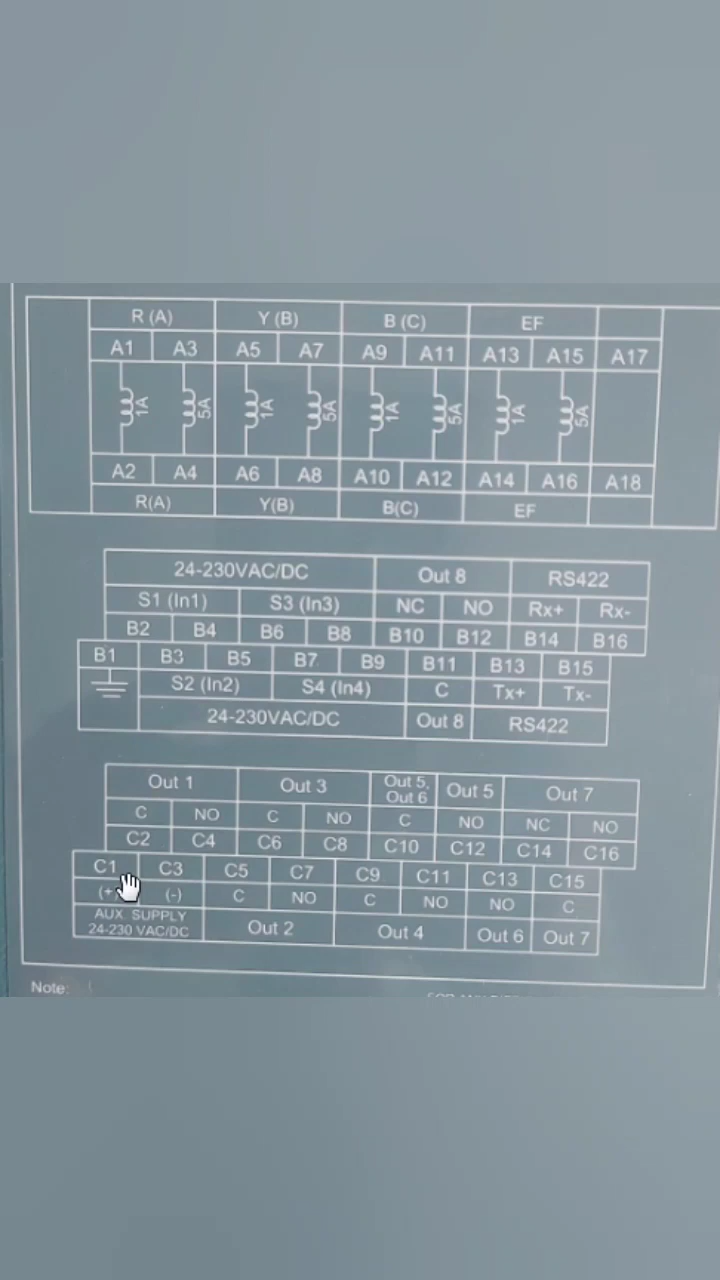 R (A) Y (B) B (C) EF
A1 A3 A5 A7 A9 A11 A13 A15 A17
1A 5A 1A 5A 1A 5A 1A 5A
A2 A4 A6 A8 A10 A12 A14 A16 A18
R(A) Y(B) B(C) EF
24-230VAC/DC Out 8 RS422
S1 (In1) S3 (In3) NC NO Rx+ Rx-
B2 B4 B6 B8 B10 B12 B14 B16
B1 B3 B5 B7 B9 B11 B13 B15
S2 (In2) S4 (In4) C Tx+ Tx-
24-230VAC/DC Out 8 RS422
Out 1 Out 3 Out 5, Out 6 Out 5 Out 7
C NO C NO C NO NC NO
C2 C4 C6 C8 C10 C12 C14 C16
C1 C3 C5 C7 C9 C11 C13 C15
(+) (-) C NO C NO NO C
AUX SUPPLY
24-230 VAC/DC Out 2 Out 4 Out 6 Out 7
Note: